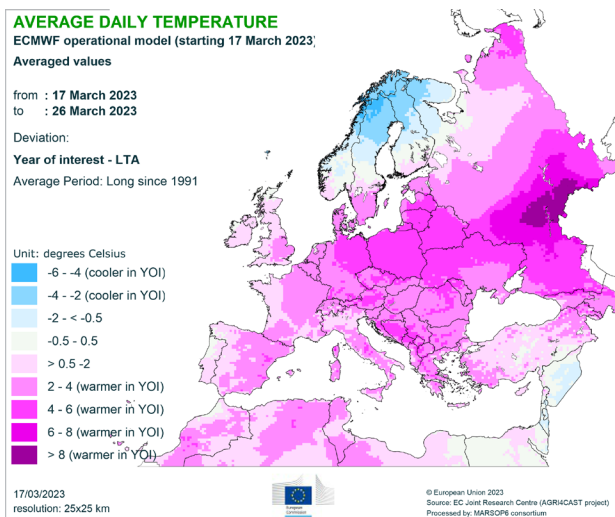 AVERAGE DAILY TEMPERATURE
ECMWF operational model (starting 17 March 2023)
Averaged values
from : 17 March 2023
to : 26 March 2023
Deviation:
Year of interest - LTA
Average Period: Long since 1991
Unit: degrees Celsius
-6 - -4 (cooler in YOI)
-4 - -2 (cooler in YOI)
-2 - < -0.5
-0.5 - 0.5
> 0.5 -2
2 - 4 (warmer in YOI)
4 - 6 (warmer in YOI)
6 - 8 (warmer in YOI)
> 8 (warmer in YOI)
17/03/2023
resolution: 25x25 km
European
Commission
© European Union 2023
Source: EC Joint Research Centre (AGRI4CAST project)
Processed by: MARSOP6 consortium